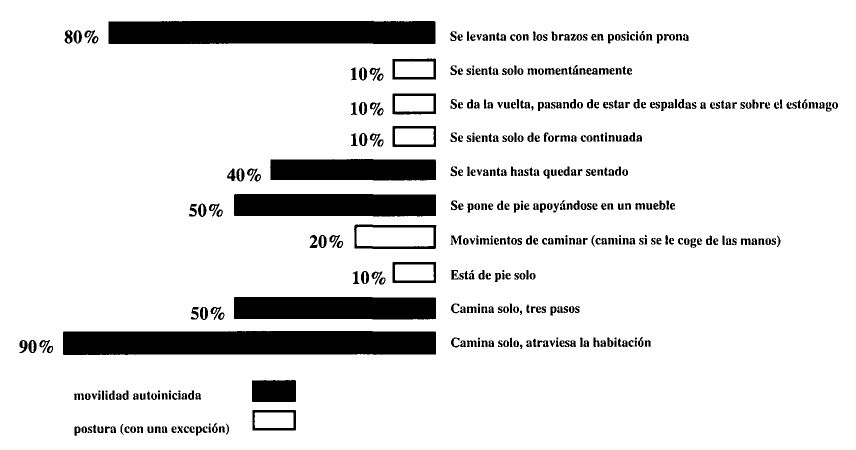 80% Se levanta con los brazos en posición prona
10% Se sienta solo momentáneamente
10% Se da la vuelta, pasando de estar de espaldas a estar sobre el estómago
10% Se sienta solo de forma continuada
40% Se levanta hasta quedar sentado
50% Se pone de pie apoyándose en un mueble
20% Movimientos de caminar (camina si se le coge de las manos)
10% Está de pie solo
50% Camina solo, tres pasos
90% Camina solo, atraviesa la habitación
movilidad autoiniciada
postura (con una excepción)